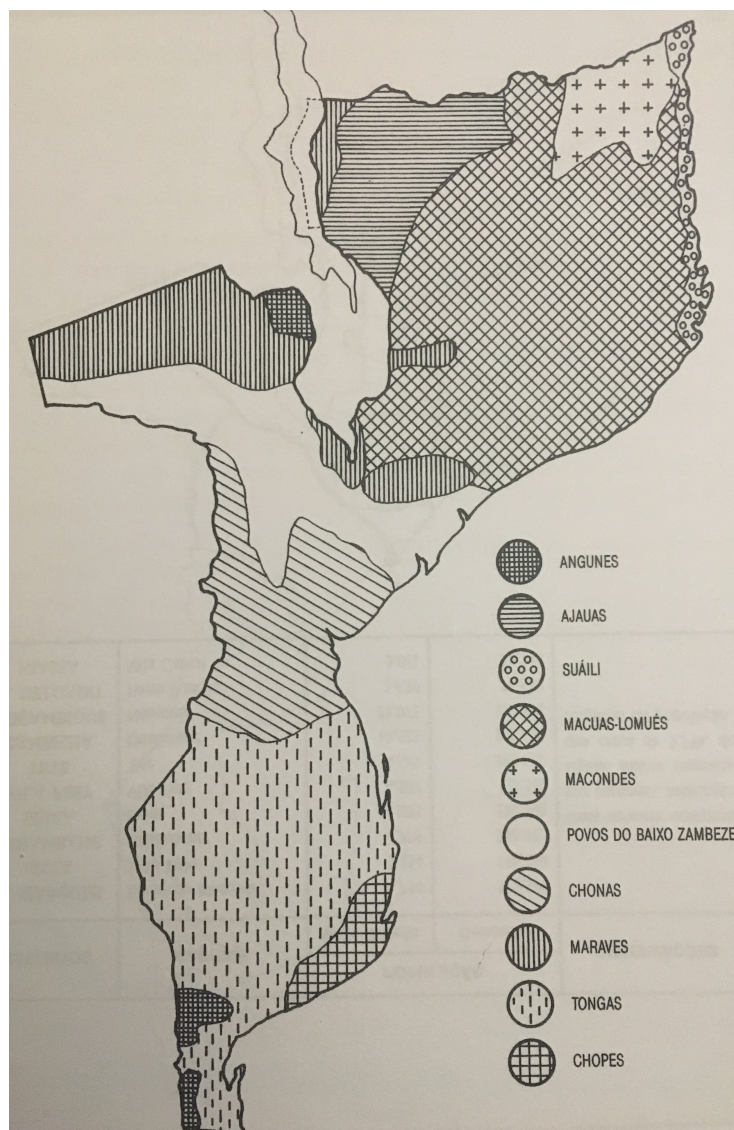 ANGUNES
AJAUAS
SUÁILI
MACUAS-LOMUÉS
MACONDES
POVOS DO BAIXO ZAMBEZE
CHONAS
MARAVES
TONGAS
CHOPES